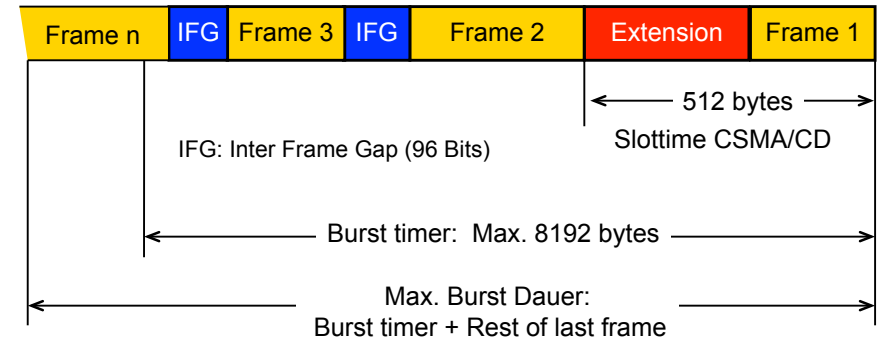 Frame n IFG Frame 3 IFG Frame 2 Extension Frame 1
512 bytes
Slottime CSMA/CD
IFG: Inter Frame Gap (96 Bits)
Burst timer: Max. 8192 bytes
Max. Burst Dauer:
Burst timer + Rest of last frame